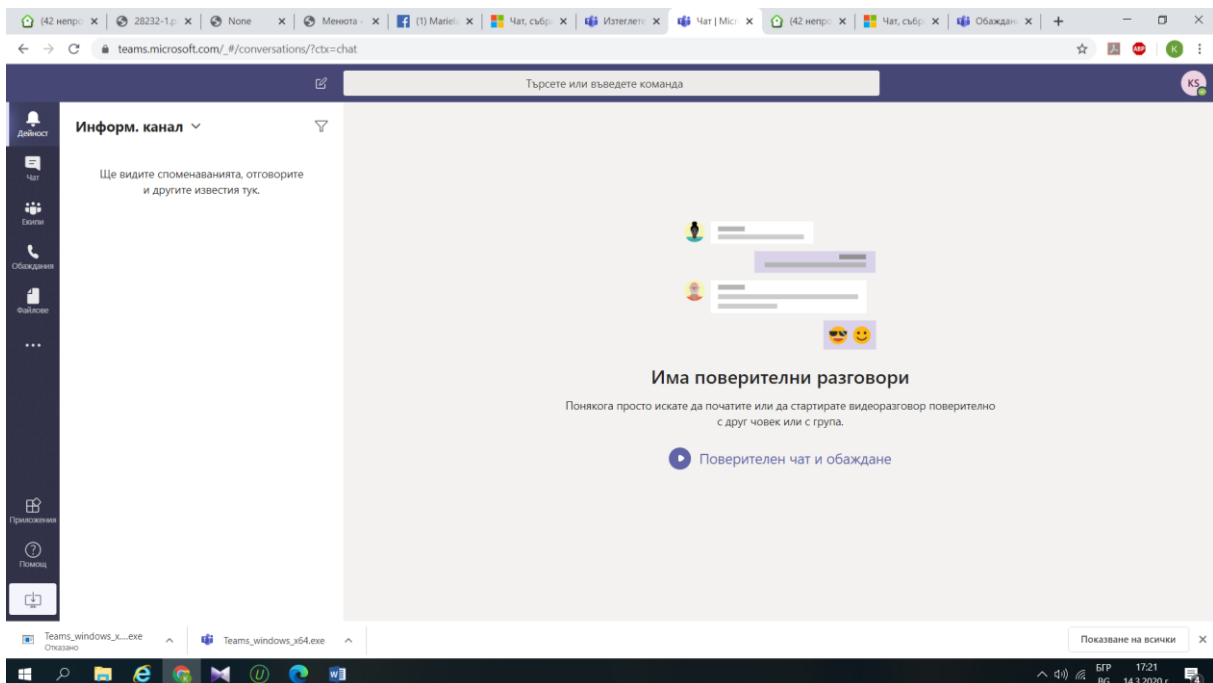 (42 непро
28232-1.p
None
Менюта -
(1) Mariela
Чат, събр
Изтеглете
Чат | Micr
(42 непро
Чат, събр
Обаждан
teams.microsoft.com/_#/conversations/?ctx=chat
ABP
K
Търсете или въведете команда
KS
Дейност
Чат
Екипи
Обаждания
Файлове
Приложения
Помощ
Информ. канал
Ще видите споменаванията, отговорите
и другите известия тук.
Има поверителни разговори
Понякога просто искате да початите или да стартирате видеоразговор поверително
с друг човек или с група.
Поверителен чат и обаждане
Teams_windows_x....exe
Отказано
Teams_windows_x64.exe
Показване на всички
БГР
BG
17:21
14.3.2020 г.
4